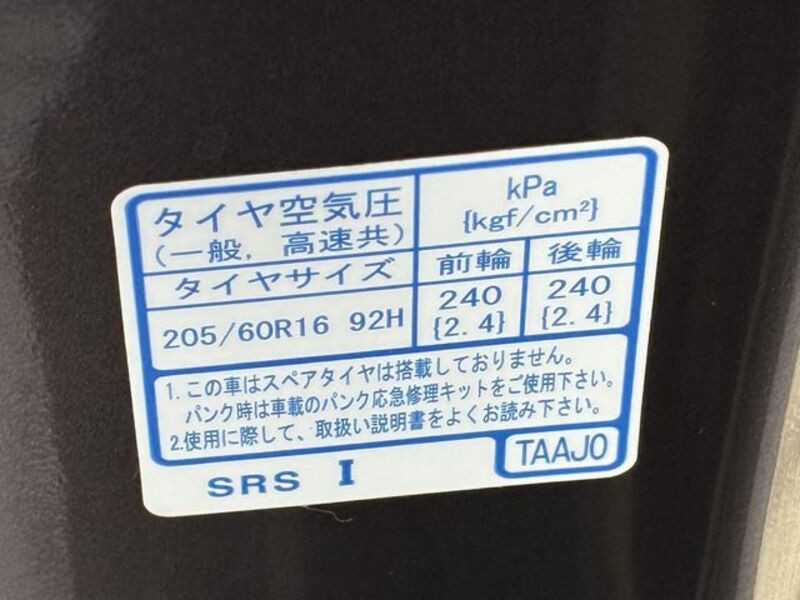 タイヤ空気圧
(一般, 高速共)
kPa
{kgf/cm²}
タイヤサイズ
前輪
後輪
205/60R16 92H
240
{2.4}
240
{2.4}
1. この車はスペアタイヤは搭載しておりません。
パンク時は車載のパンク応急修理キットをご使用下さい。
2.使用に際して、取扱い説明書をよくお読み下さい。
SRS I
TAAJ0